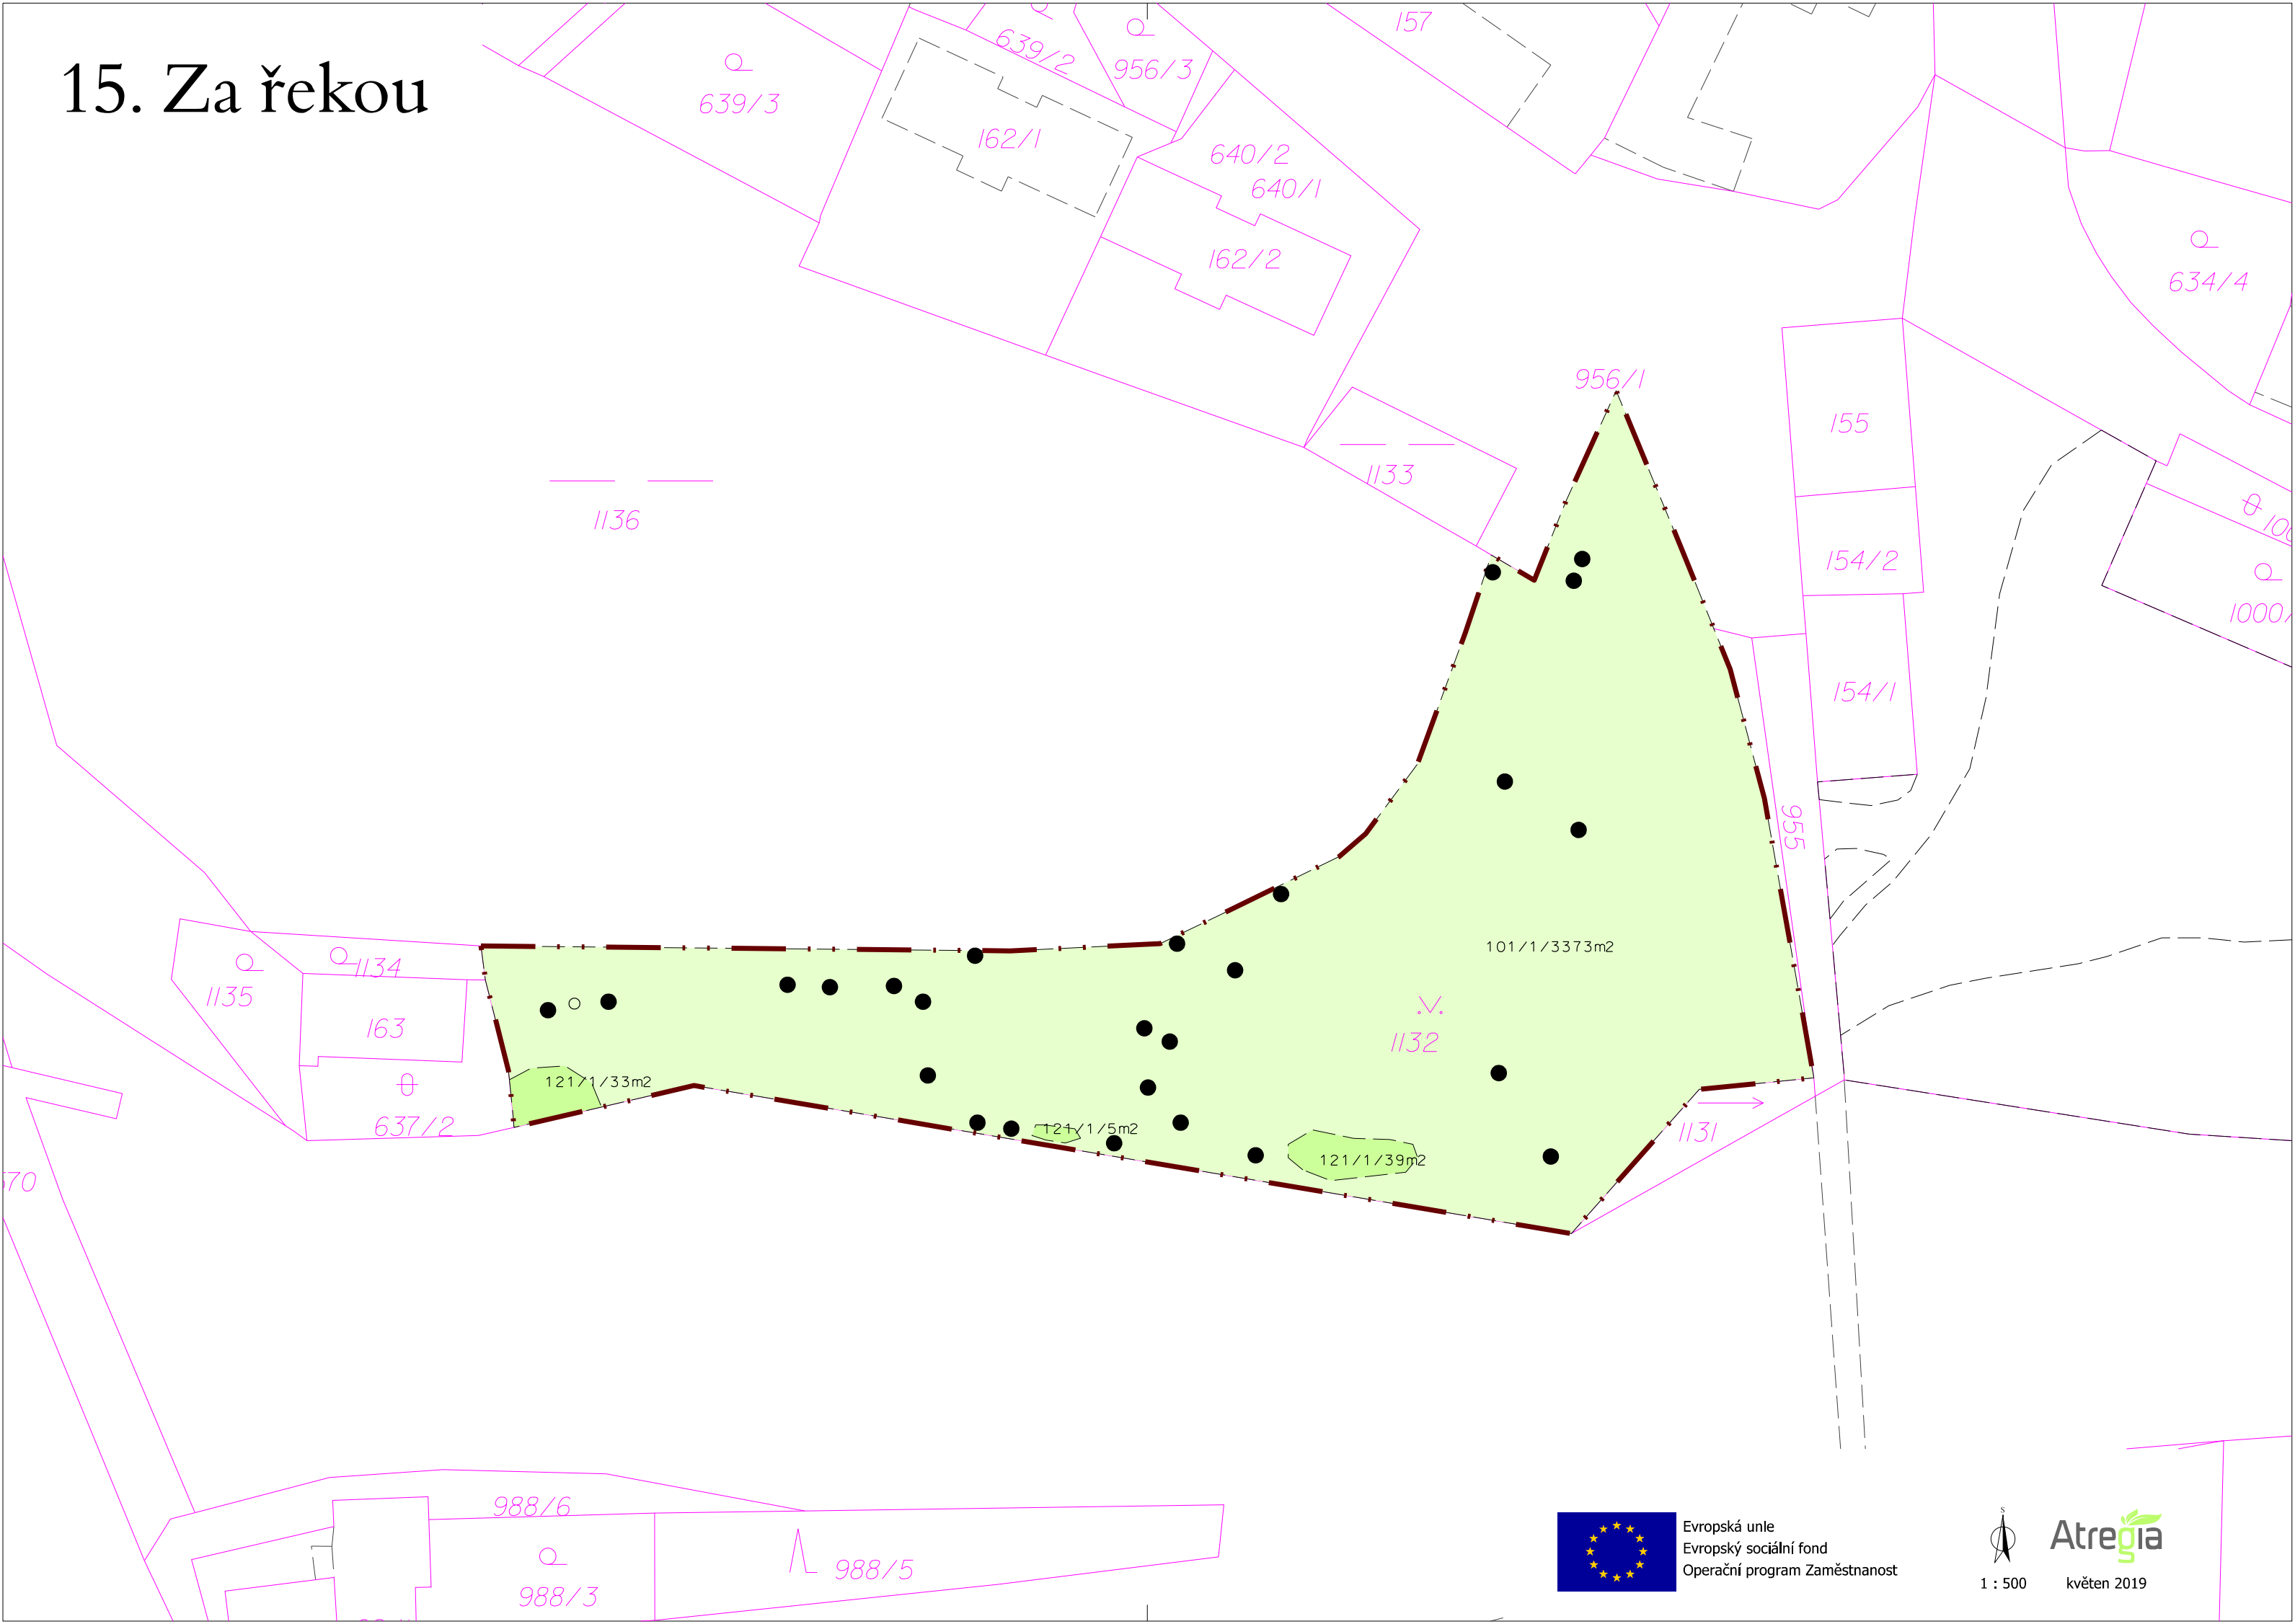 15. Za řekou
157
639/2
956/3
639/3
162/1
640/2
640/1
162/2
634/4
956/1
155
1133
1136
154/2
154/1
955
101/1/3373m2
1134
1135
163
1132
121/1/33m2
637/2
121/1/5m2
121/1/39m2
1131
988/6
988/5
988/3
Evropská unie
Evropský sociální fond
Operační program Zaměstnanost
S
1 : 500
Atregia
květen 2019